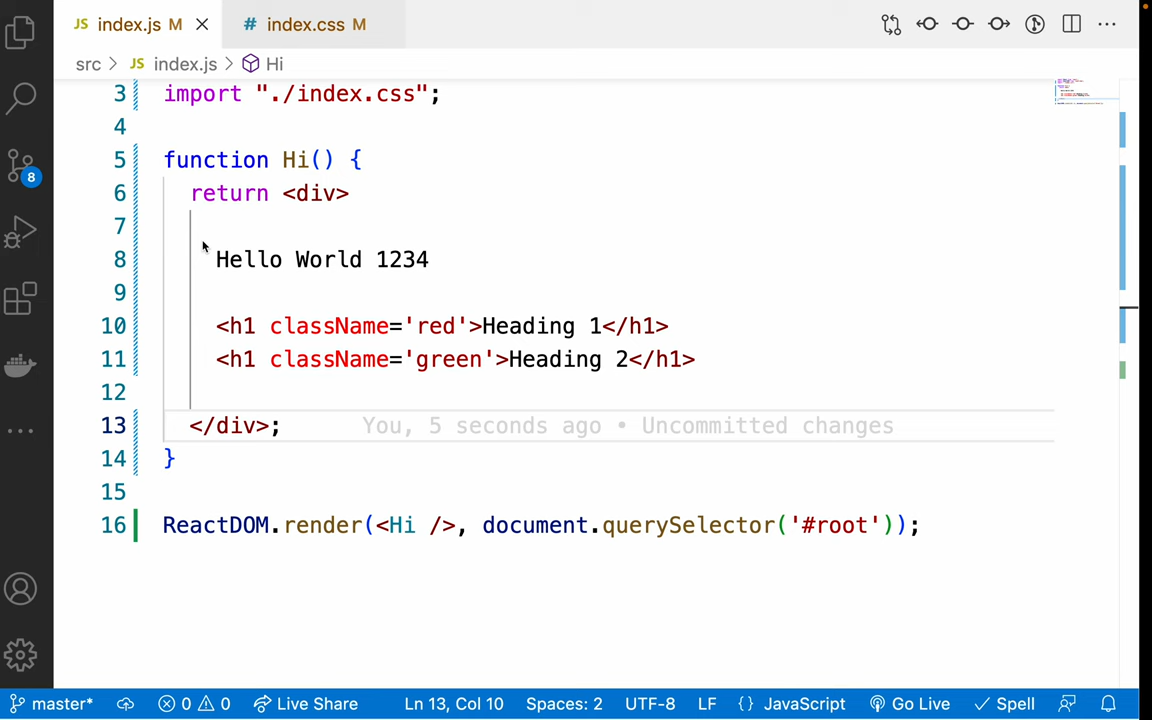 JS index.js M
# index.css M
src > JS index.js > Hi
3 import "./index.css";
4
5 function Hi() {
6 return <div>
7
8 Hello World 1234
9
10 <h1 className='red'>Heading 1</h1>
11 <h1 className='green'>Heading 2</h1>
12
13 </div>; You, 5 seconds ago • Uncommitted changes
14 }
15
16 ReactDOM.render(<Hi />, document.querySelector('#root'));
8
master* 0 0 Live Share Ln 13, Col 10 Spaces: 2 UTF-8 LF {} JavaScript Go Live Spell